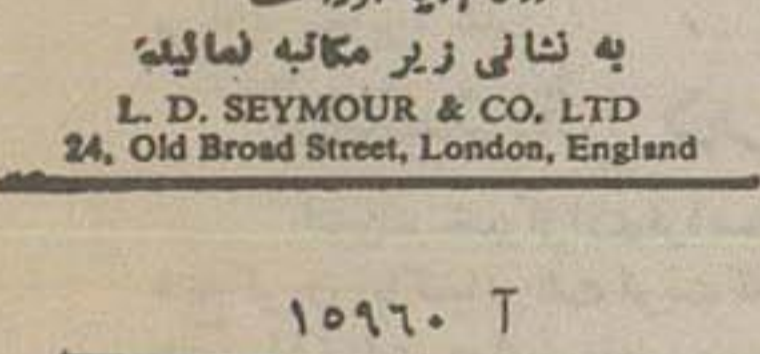 به نشانی زیر مکاتبه نمائید
L. D. SEYMOUR & CO. LTD
24, Old Broad Street, London, England
آ ۱۵۹۶۰